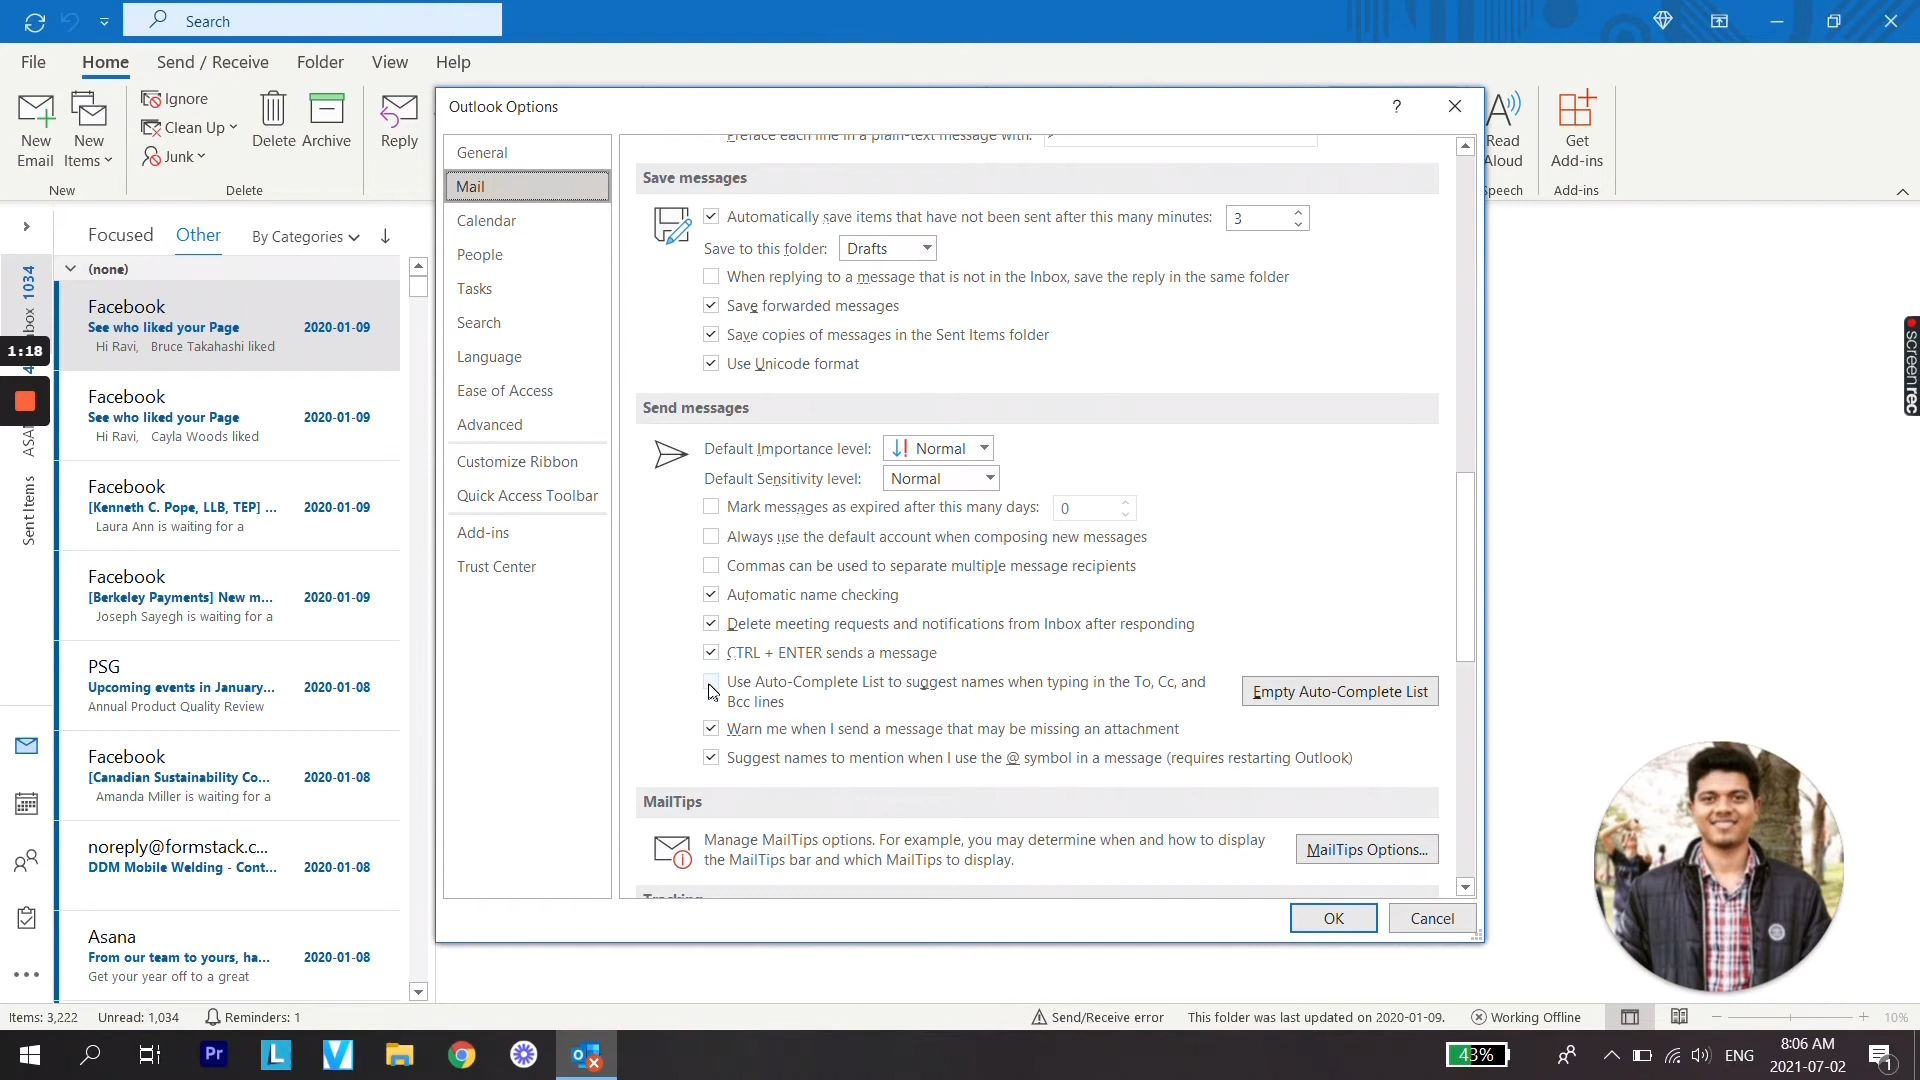 Search
File Home Send / Receive Folder View Help
New
Email
New
Items
New
Ignore
Clean Up
Junk
Delete
Archive
Delete
Reply
Read
Aloud
Speech
Get
Add-ins
Add-ins
Focused Other By Categories
(none)
Facebook
See who liked your Page 2020-01-09
Hi Ravi, Bruce Takahashi liked
Facebook
See who liked your Page 2020-01-09
Hi Ravi, Cayla Woods liked
Facebook
[Kenneth C. Pope, LLB, TEP] ... 2020-01-09
Laura Ann is waiting for a
Facebook
[Berkeley Payments] New m... 2020-01-09
Joseph Sayegh is waiting for a
PSG
Upcoming events in January... 2020-01-08
Annual Product Quality Review
Facebook
[Canadian Sustainability Co... 2020-01-08
Amanda Miller is waiting for a
noreply@formstack.c...
DDM Mobile Welding - Cont... 2020-01-08
Asana
From our team to yours, ha... 2020-01-08
Get your year off to a great
1034
1:18
Sent Items
Outlook Options
?
General
Mail
Calendar
People
Tasks
Search
Language
Ease of Access
Advanced
Customize Ribbon
Quick Access Toolbar
Add-ins
Trust Center
Preface each line in a plain-text message with: >
Save messages
Automatically save items that have not been sent after this many minutes: 3
Save to this folder: Drafts
When replying to a message that is not in the Inbox, save the reply in the same folder
Save forwarded messages
Save copies of messages in the Sent Items folder
Use Unicode format
Send messages
Default Importance level: Normal
Default Sensitivity level: Normal
Mark messages as expired after this many days: 0
Always use the default account when composing new messages
Commas can be used to separate multiple message recipients
Automatic name checking
Delete meeting requests and notifications from Inbox after responding
CTRL + ENTER sends a message
Use Auto-Complete List to suggest names when typing in the To, Cc, and
Bcc lines
Empty Auto-Complete List
Warn me when I send a message that may be missing an attachment
Suggest names to mention when I use the @ symbol in a message (requires restarting Outlook)
MailTips
Manage MailTips options. For example, you may determine when and how to display
the MailTips bar and which MailTips to display.
MailTips Options...
Tracking
OK Cancel
screenrec
Items: 3,222 Unread: 1,034 Reminders: 1 Send/Receive error This folder was last updated on 2020-01-09. Working Offline 10%
Pr L 43% ENG
8:06 AM
2021-07-02
1